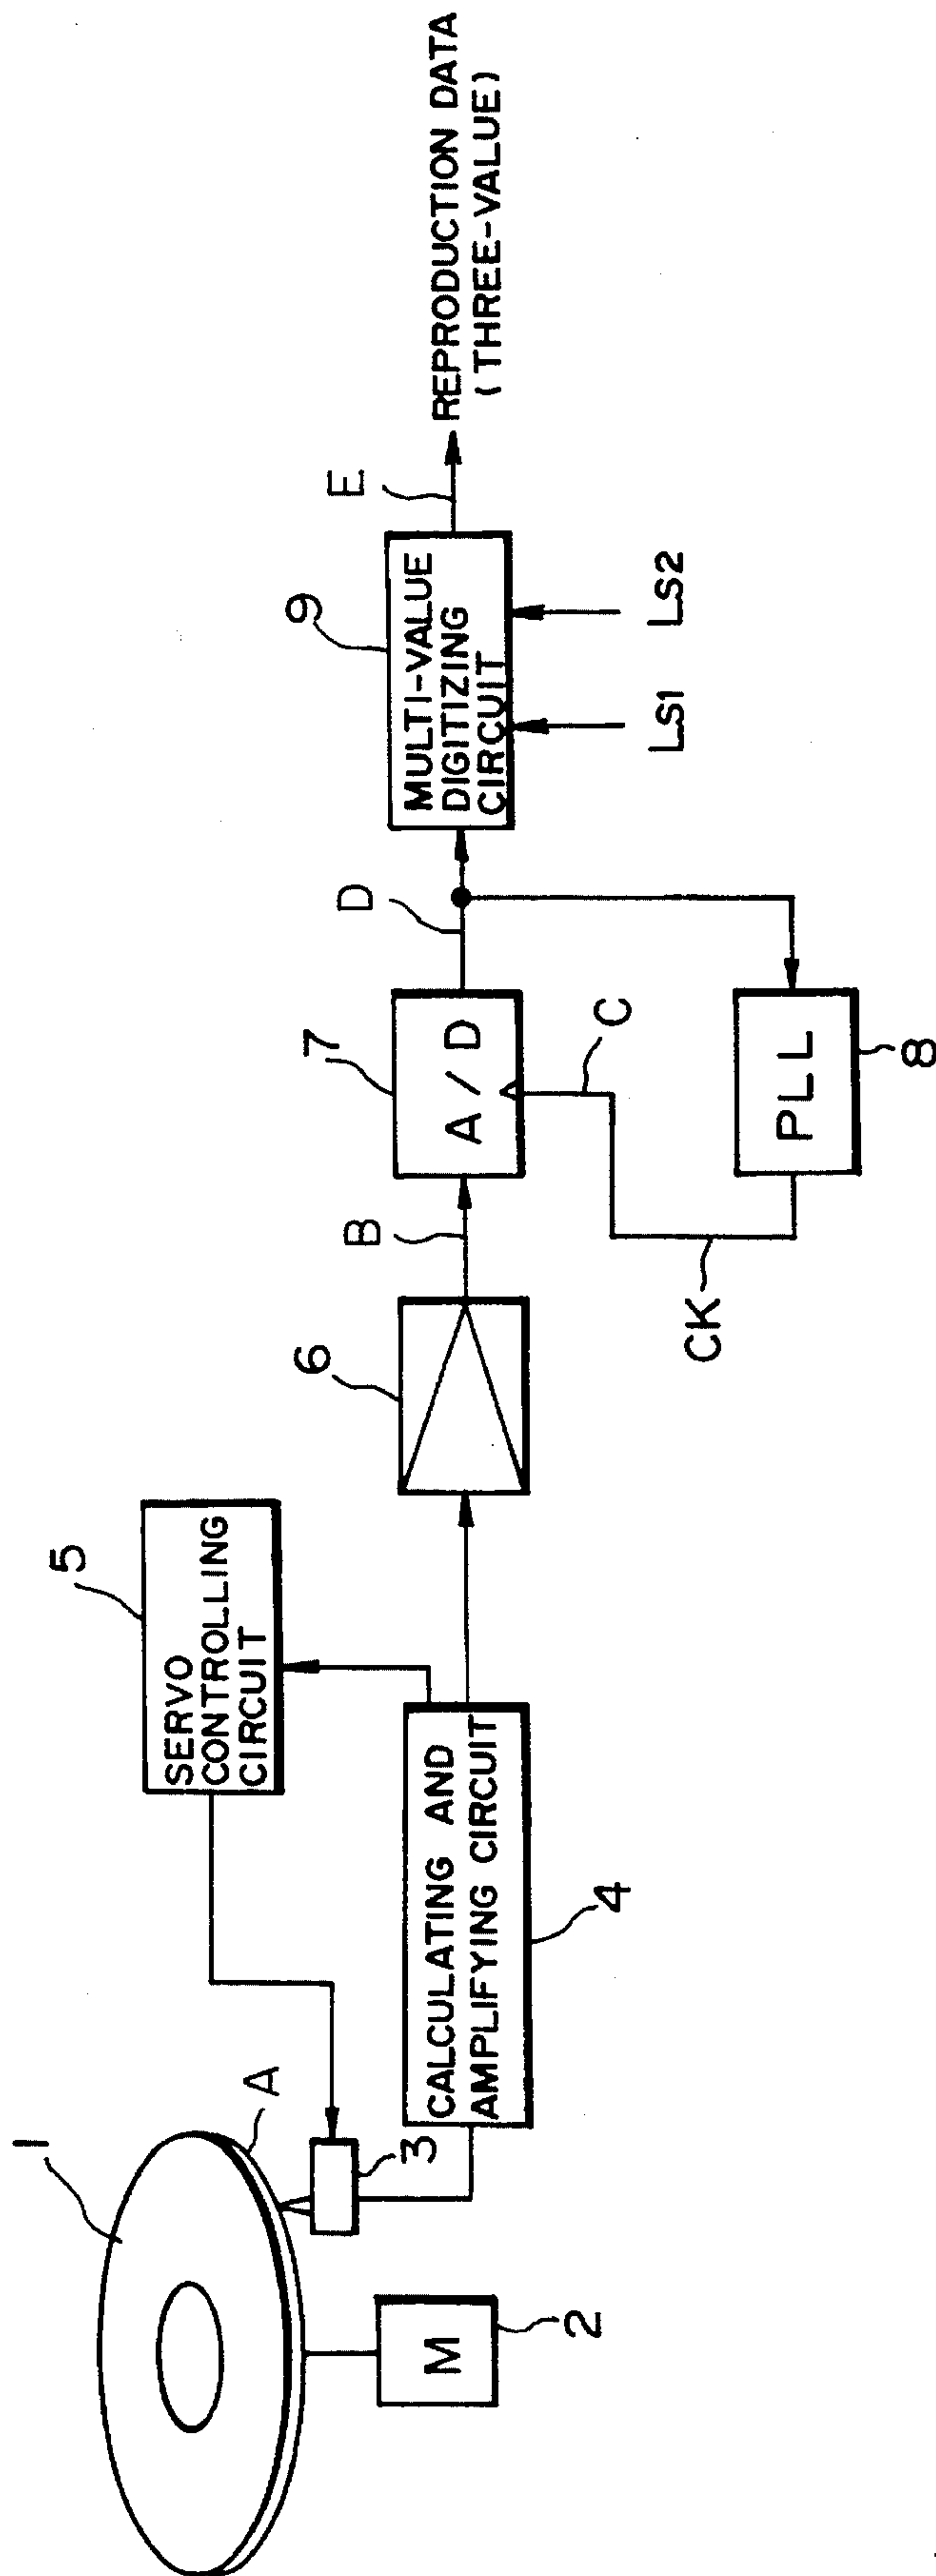 1
A
M
2
3
SERVO
CONTROLLING
CIRCUIT
5
CALCULATING AND
AMPLIFYING CIRCUIT
4
6
B
A/D
7
C
CK
PLL
8
D
MULTI-VALUE
DIGITIZING
CIRCUIT
9
LS1
LS2
E
REPRODUCTION DATA
(THREE-VALUE)